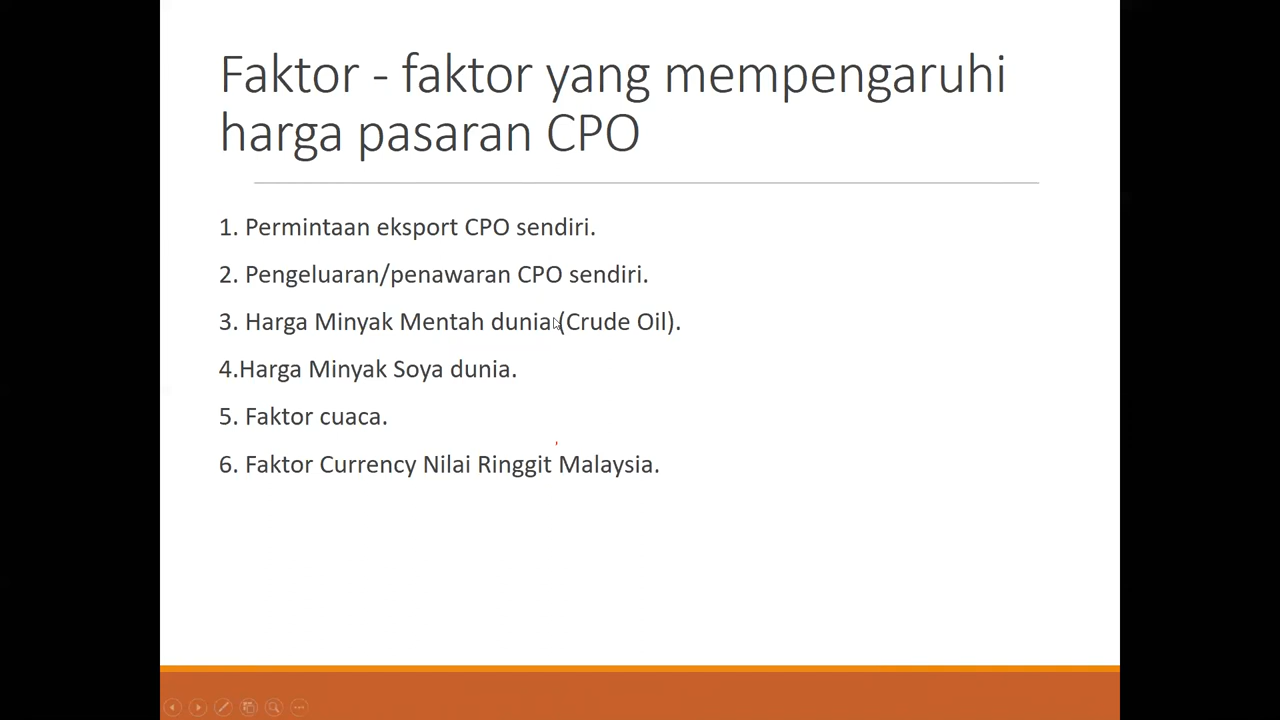 Faktor - faktor yang mempengaruhi
harga pasaran CPO
1. Permintaan eksport CPO sendiri.
2. Pengeluaran/penawaran CPO sendiri.
3. Harga Minyak Mentah dunia (Crude Oil).
4.Harga Minyak Soya dunia.
5. Faktor cuaca.
6. Faktor Currency Nilai Ringgit Malaysia.